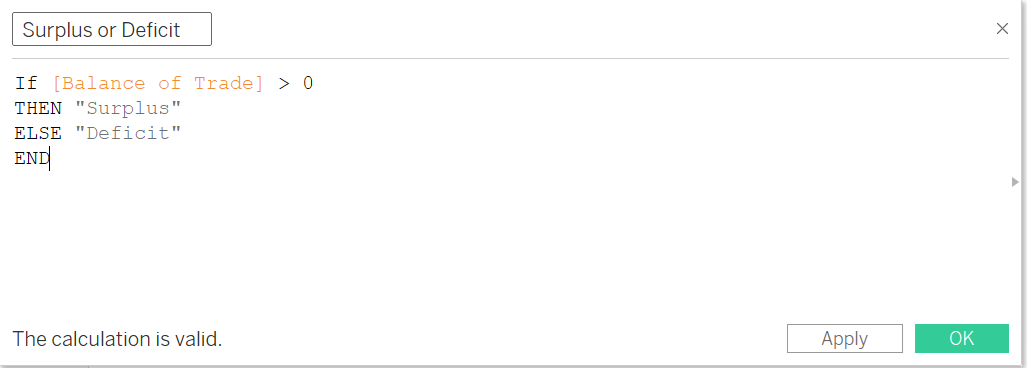 Surplus or Deficit
If [Balance of Trade] > 0
THEN "Surplus"
ELSE "Deficit"
END
The calculation is valid.
Apply
OK